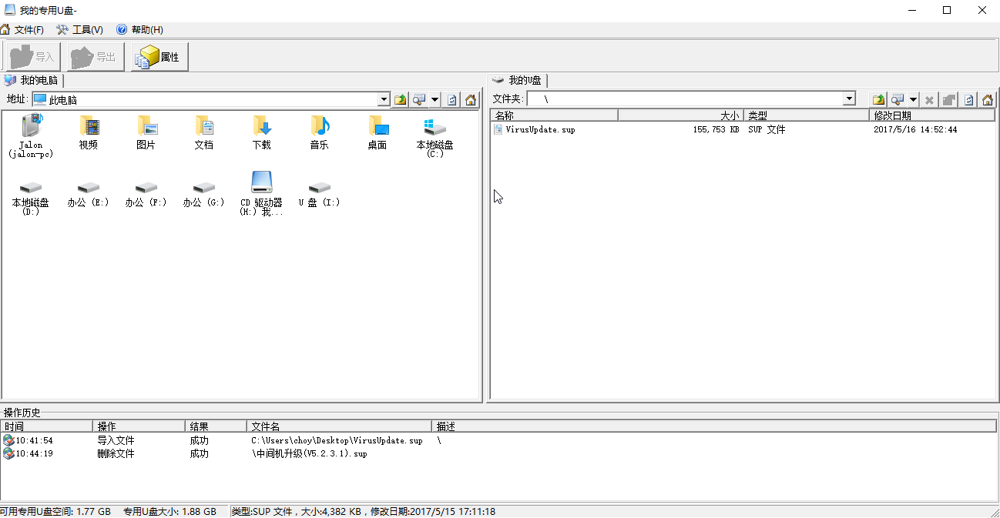 我的专用U盘-
文件(F) 工具(V) 帮助(H)
导入 导出 属性
我的电脑
地址: 此电脑
Jalon (jalon-pc) 视频 图片 文档 下载 音乐 桌面 本地磁盘 (C:)
本地磁盘 (D:) 办公 (E:) 办公 (F:) 办公 (G:) CD 驱动器 (H:) 我... U 盘 (I:)
我的U盘
文件夹: \
名称 大小 类型 修改日期
VirusUpdate.sup 155,753 KB SUP 文件 2017/5/16 14:52:44
操作历史
时间 操作 结果 文件名 描述
10:41:54 导入文件 成功 C:\Users\choy\Desktop\VirusUpdate.sup \
10:44:19 删除文件 成功 \中间机升级(V5.2.3.1).sup
可用专用U盘空间: 1.77 GB 专用U盘大小: 1.88 GB 类型:SUP 文件，大小:4,382 KB，修改日期:2017/5/15 17:11:18